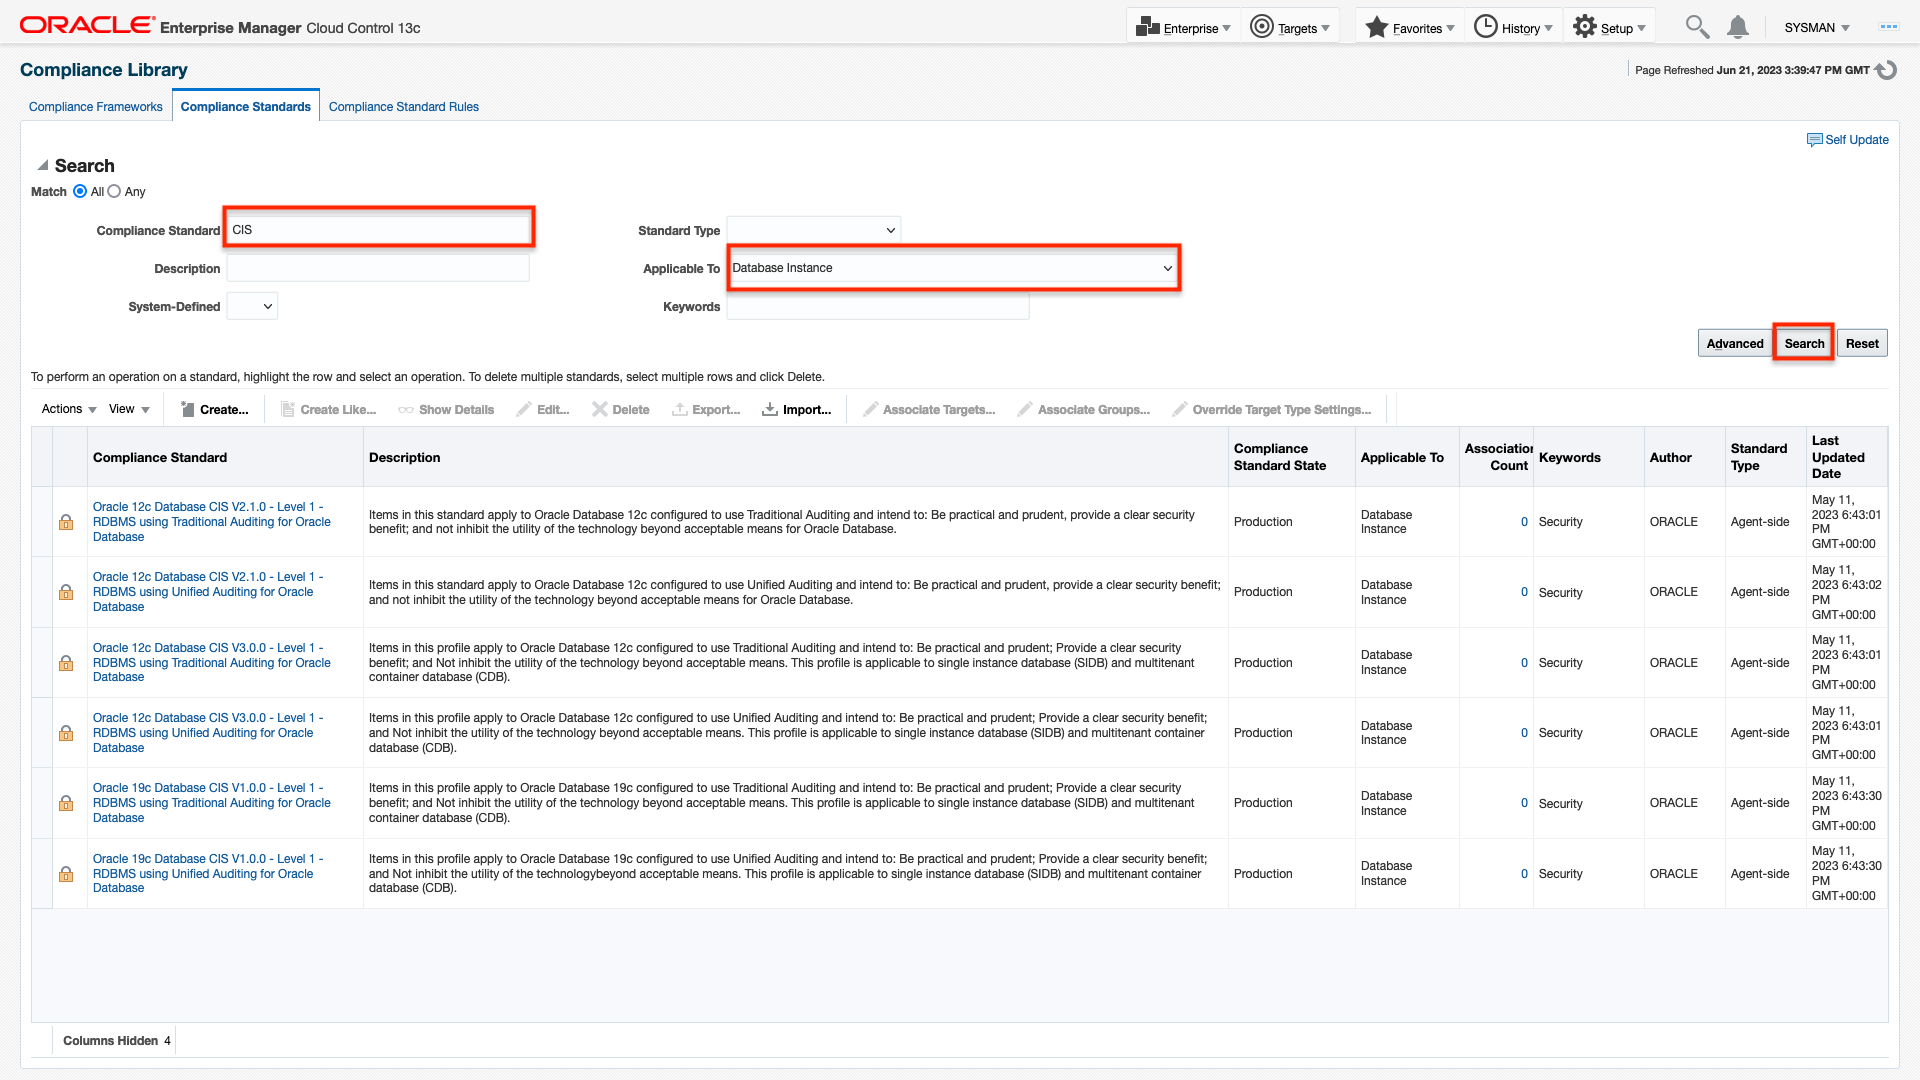 ORACLE® Enterprise Manager Cloud Control 13c
Enterprise Targets Favorites History Setup SYSMAN
Compliance Library
Page Refreshed Jun 21, 2023 3:39:47 PM GMT
Compliance Frameworks Compliance Standards Compliance Standard Rules
Self Update
Search
Match All Any
Compliance Standard CIS Standard Type
Description Applicable To Database Instance
System-Defined Keywords
Advanced Search Reset
To perform an operation on a standard, highlight the row and select an operation. To delete multiple standards, select multiple rows and click Delete.
Actions View Create... Create Like... Show Details Edit... Delete Export... Import... Associate Targets... Associate Groups... Override Target Type Settings...
Compliance Standard
Description
Compliance
Standard State
Applicable To
Association
Count
Keywords
Author
Standard
Type
Last
Updated
Date
Oracle 12c Database CIS V2.1.0 - Level 1 -
RDBMS using Traditional Auditing for Oracle
Database
Items in this standard apply to Oracle Database 12c configured to use Traditional Auditing and intend to: Be practical and prudent, provide a clear security
benefit; and not inhibit the utility of the technology beyond acceptable means for Oracle Database.
Production
Database
Instance
0
Security
ORACLE
Agent-side
May 11,
2023 6:43:01
PM
GMT+00:00
Oracle 12c Database CIS V2.1.0 - Level 1 -
RDBMS using Unified Auditing for Oracle
Database
Items in this standard apply to Oracle Database 12c configured to use Unified Auditing and intend to: Be practical and prudent, provide a clear security benefit;
and not inhibit the utility of the technology beyond acceptable means for Oracle Database.
Production
Database
Instance
0
Security
ORACLE
Agent-side
May 11,
2023 6:43:02
PM
GMT+00:00
Oracle 12c Database CIS V3.0.0 - Level 1 -
RDBMS using Traditional Auditing for Oracle
Database
Items in this profile apply to Oracle Database 12c configured to use Traditional Auditing and intend to: Be practical and prudent; Provide a clear security
benefit; and Not inhibit the utility of the technology beyond acceptable means. This profile is applicable to single instance database (SIDB) and multitenant
container database (CDB).
Production
Database
Instance
0
Security
ORACLE
Agent-side
May 11,
2023 6:43:01
PM
GMT+00:00
Oracle 12c Database CIS V3.0.0 - Level 1 -
RDBMS using Unified Auditing for Oracle
Database
Items in this profile apply to Oracle Database 12c configured to use Unified Auditing and intend to: Be practical and prudent; Provide a clear security benefit;
and Not inhibit the utility of the technology beyond acceptable means. This profile is applicable to single instance database (SIDB) and multitenant container
database (CDB).
Production
Database
Instance
0
Security
ORACLE
Agent-side
May 11,
2023 6:43:01
PM
GMT+00:00
Oracle 19c Database CIS V1.0.0 - Level 1 -
RDBMS using Traditional Auditing for Oracle
Database
Items in this profile apply to Oracle Database 19c configured to use Traditional Auditing and intend to: Be practical and prudent; Provide a clear security
benefit; and Not inhibit the utility of the technology beyond acceptable means. This profile is applicable to single instance database (SIDB) and multitenant
container database (CDB).
Production
Database
Instance
0
Security
ORACLE
Agent-side
May 11,
2023 6:43:30
PM
GMT+00:00
Oracle 19c Database CIS V1.0.0 - Level 1 -
RDBMS using Unified Auditing for Oracle
Database
Items in this profile apply to Oracle Database 19c configured to use Unified Auditing and intend to: Be practical and prudent; Provide a clear security benefit;
and Not inhibit the utility of the technologybeyond acceptable means. This profile is applicable to single instance database (SIDB) and multitenant container
database (CDB).
Production
Database
Instance
0
Security
ORACLE
Agent-side
May 11,
2023 6:43:30
PM
GMT+00:00
Columns Hidden 4